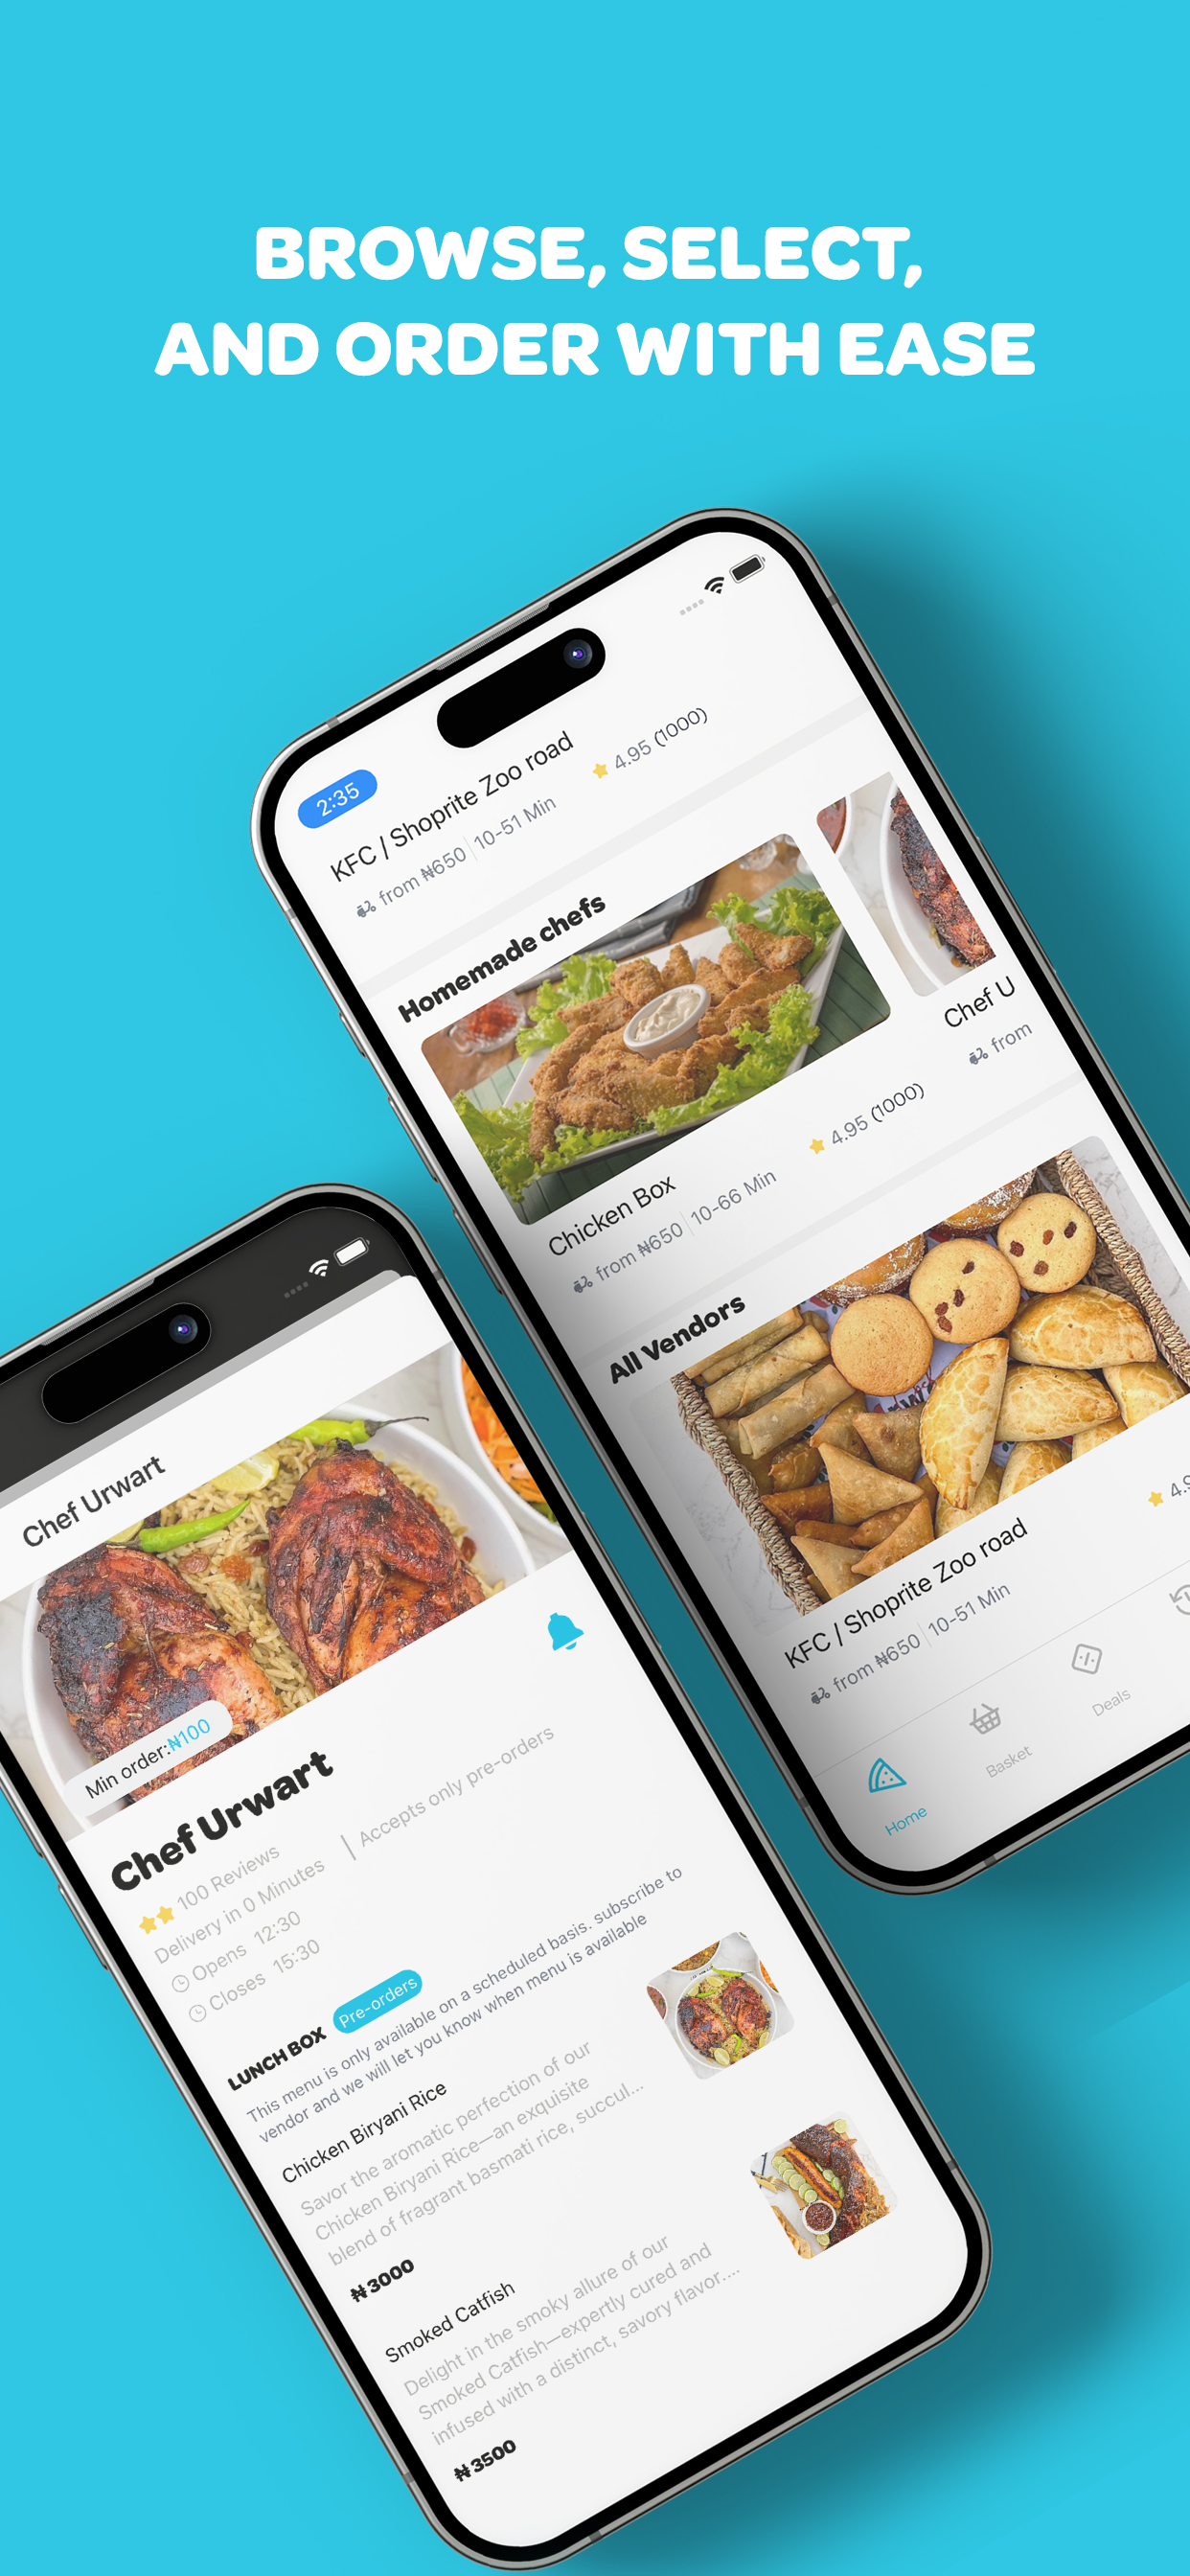 BROWSE, SELECT,
AND ORDER WITH EASE
2:35
KFC / Shoprite Zoo road
from ₦650 | 10-51 Min
4.95 (1000)
Homemade chefs
Chicken Box
from ₦650 | 10-66 Min
4.95 (1000)
Chef U
from
All Vendors
KFC / Shoprite Zoo road
from ₦650 | 10-51 Min
4.9
Home
Basket
Deals
Chef Urwart
Min order:₦100
Chef Urwart
100 Reviews
Delivery in 0 Minutes | Accepts only pre-orders
Opens 12:30
Closes 15:30
LUNCH BOX Pre-orders
This menu is only available on a scheduled basis. subscribe to
vendor and we will let you know when menu is available
Chicken Biryani Rice
Savor the aromatic perfection of our
Chicken Biryani Rice—an exquisite
blend of fragrant basmati rice, succul...
₦3000
Smoked Catfish
Delight in the smoky allure of our
Smoked Catfish—expertly cured and
infused with a distinct, savory flavor....
₦3500